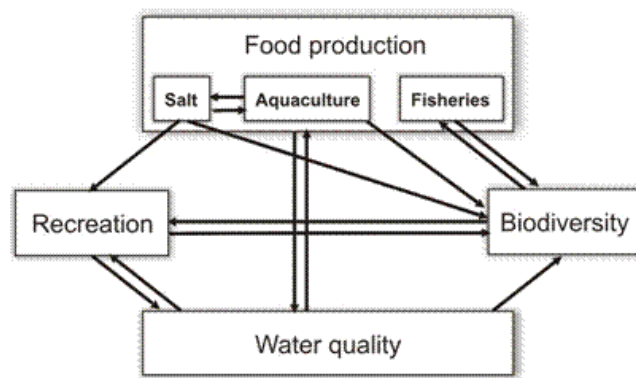 Food production
Salt
Aquaculture
Fisheries
Recreation
Biodiversity
Water quality